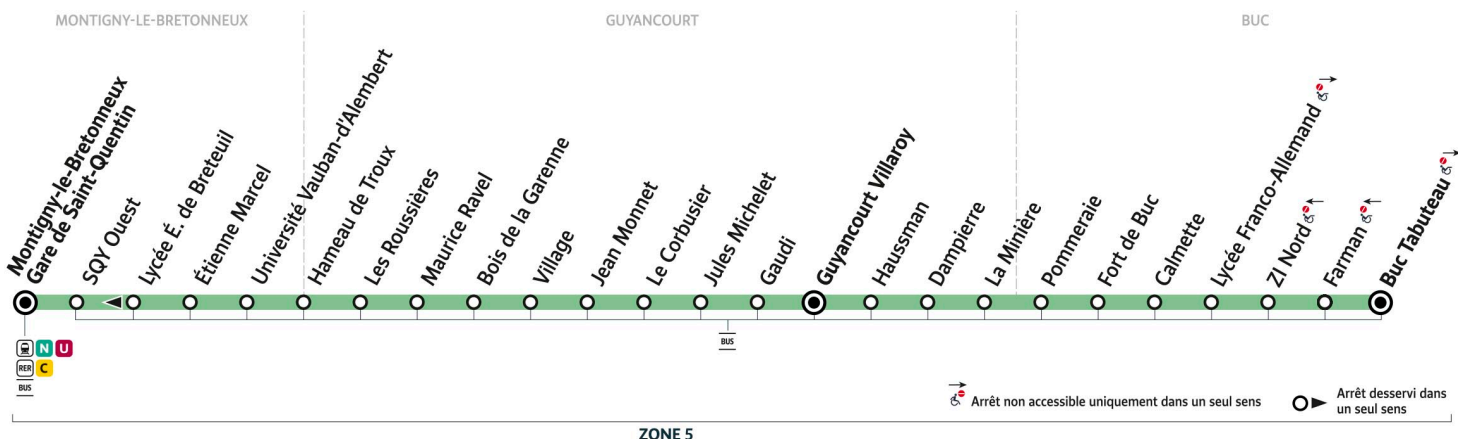 MONTIGNY-LE-BRETONNEUX
GUYANCOURT
BUC
Montigny-le-Bretonneux
Gare de Saint-Quentin
SQY Ouest
Lycée É. de Breteuil
Étienne Marcel
Université Vauban-d'Alembert
Hameau de Troux
Les Roussières
Maurice Ravel
Bois de la Garenne
Village
Jean Monnet
Le Corbusier
Jules Michelet
Gaudi
Guyancourt Villaroy
Haussman
Dampierre
La Minière
Pommeraie
Fort de Buc
Calmette
Lycée Franco-Allemand
ZI Nord
Farman
Buc Tabuteau
N U
RER C
BUS
BUS
Arrêt non accessible uniquement dans un seul sens
Arrêt desservi dans
un seul sens
ZONE 5